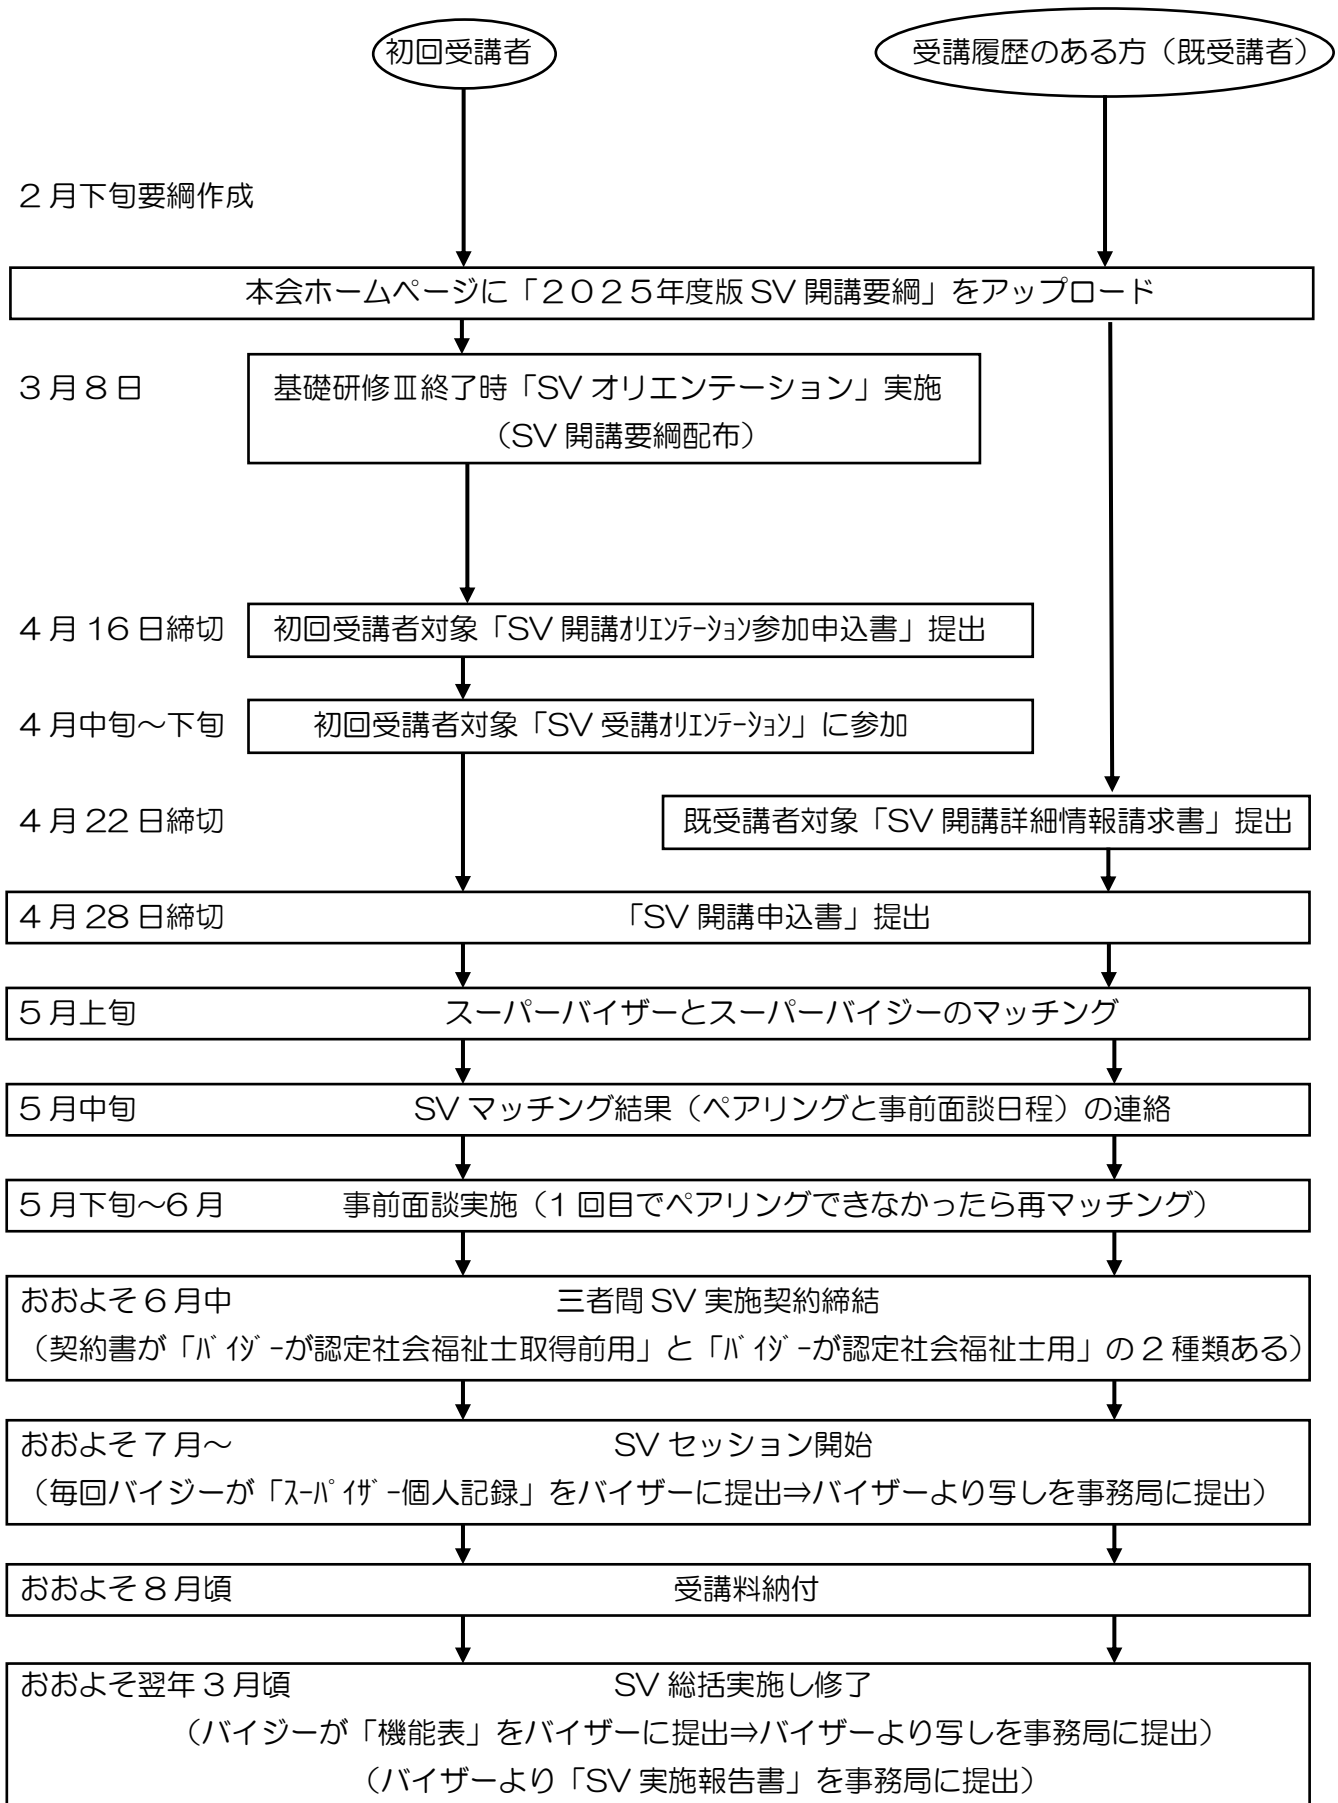 初回受講者
受講履歴のある方（既受講者）
２月下旬要綱作成
本会ホームページに「２０２５年度版 SV 開講要綱」をアップロード
３月８日
基礎研修Ⅲ終了時「SV オリエンテーション」実施
（SV 開講要綱配布）
４月 16 日締切
初回受講者対象「SV 開講ｵﾘｴﾝﾃｰｼｮﾝ参加申込書」提出
４月中旬～下旬
初回受講者対象「SV 受講ｵﾘｴﾝﾃｰｼｮﾝ」に参加
４月 22 日締切
既受講者対象「SV 開講詳細情報請求書」提出
４月 28 日締切 「SV 開講申込書」提出
５月上旬 スーパーバイザーとスーパーバイジーのマッチング
５月中旬 SV マッチング結果（ペアリングと事前面談日程）の連絡
５月下旬～６月 事前面談実施（１回目でペアリングできなかったら再マッチング）
おおよそ６月中 三者間 SV 実施契約締結
（契約書が「ﾊﾞｲｼﾞｰが認定社会福祉士取得前用」と「ﾊﾞｲｼﾞｰが認定社会福祉士用」の２種類ある）
おおよそ７月～ SV セッション開始
（毎回バイジーが「ｽｰﾊﾟｲｻﾞｰ個人記録」をバイザーに提出⇒バイザーより写しを事務局に提出）
おおよそ８月頃 受講料納付
おおよそ翌年３月頃 SV 総括実施し修了
（バイジーが「機能表」をバイザーに提出⇒バイザーより写しを事務局に提出）
（バイザーより「SV 実施報告書」を事務局に提出）